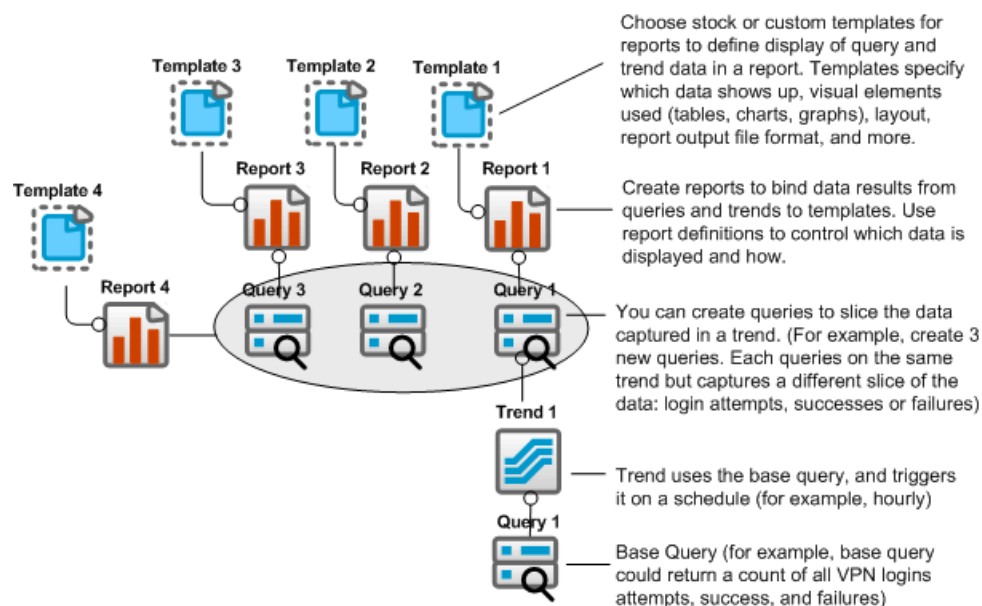 Choose stock or custom templates for
reports to define display of query and
trend data in a report. Templates specify
which data shows up, visual elements
used (tables, charts, graphs), layout,
report output file format, and more.
Template 3
Template 2
Template 1
Report 3
Report 2
Report 1
Create reports to bind data results from
queries and trends to templates. Use
report definitions to control which data is
displayed and how.
Template 4
Report 4
Query 3
Query 2
Query 1
You can create queries to slice the data
captured in a trend. (For example, create 3
new queries. Each queries on the same
trend but captures a different slice of the
data: login attempts, successes or failures)
Trend 1
Trend uses the base query, and triggers
it on a schedule (for example, hourly)
Query 1
Base Query (for example, base query
could return a count of all VPN logins
attempts, success, and failures)